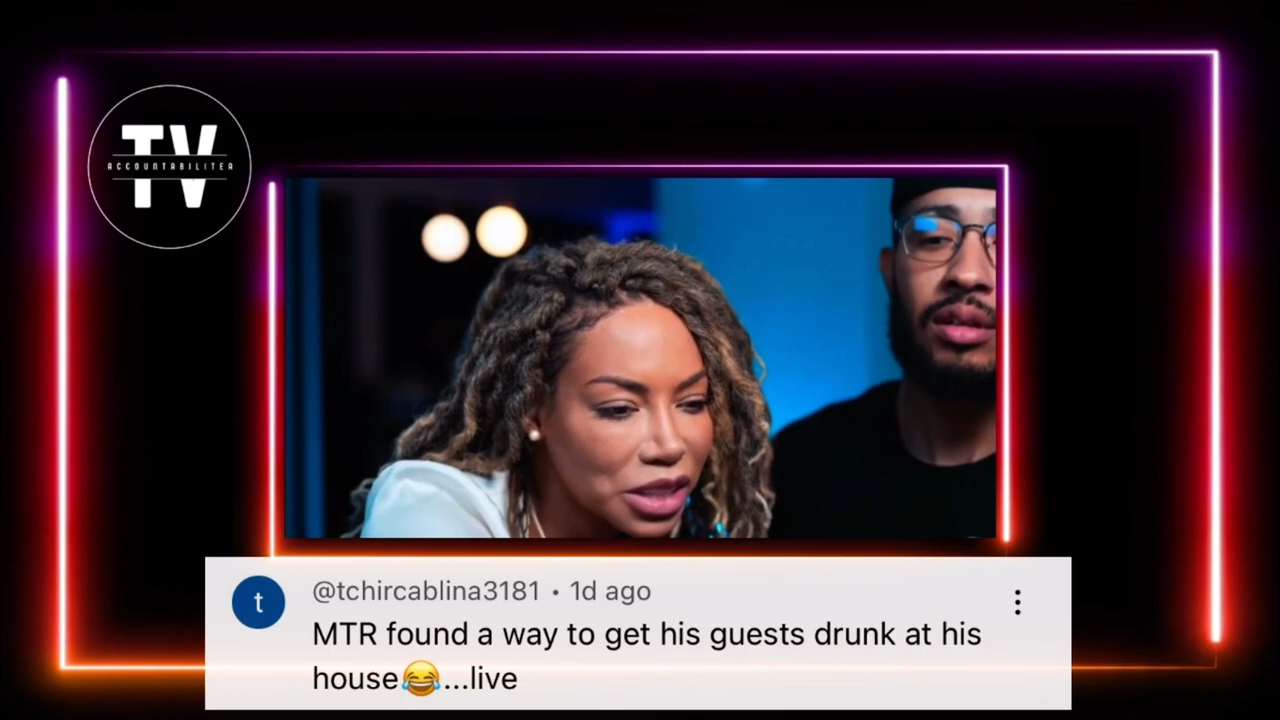 TV
ACCOUNTABILITEA
t
@tchircablina3181 • 1d ago
MTR found a way to get his guests drunk at his
house😂...live